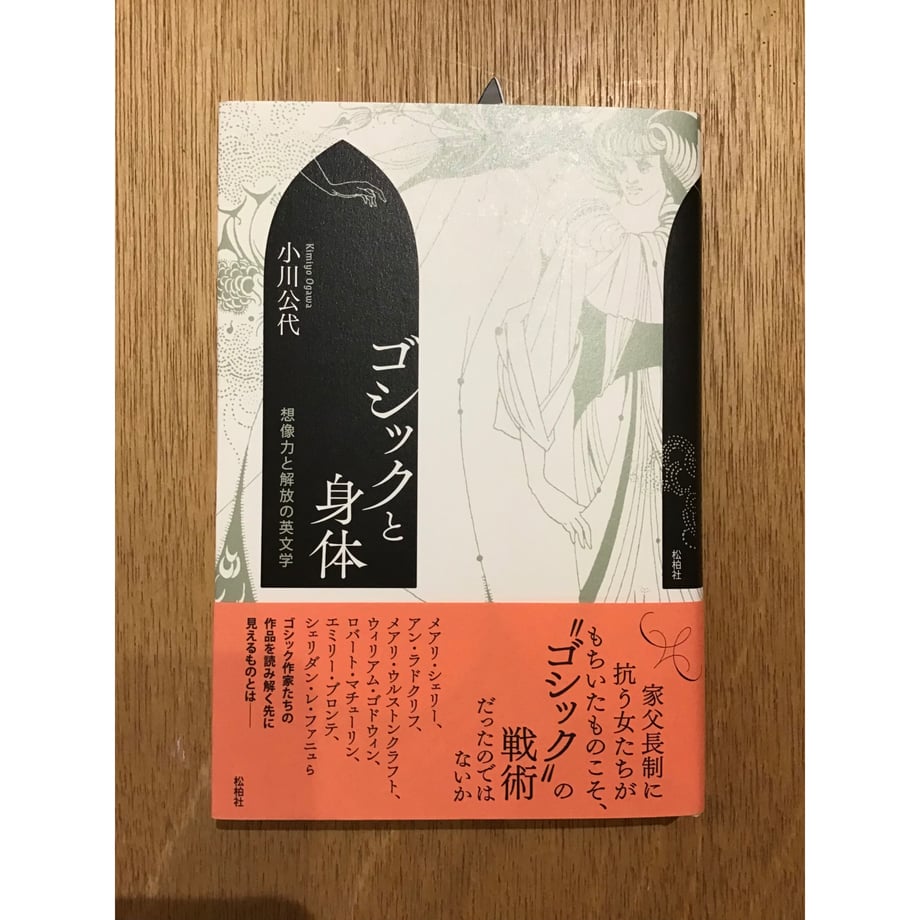 小川公代
Kimiyo Ogawa
ゴシックと
身体
想像力と解放の英文学
松柏社
家父長制に
抗う女たちが
もちいたものこそ、
〝ゴシック〟の
戦術
だったのでは
ないか
メアリ・シェリー、
アン・ラドクリフ、
メアリ・ウルストンクラフト、
ウィリアム・ゴドウィン、
ロバート・マチューリン、
エミリー・ブロンテ、
シェリダン・レ・ファニュら
ゴシック作家たちの
作品を読み解く先に
見えるものとは──
松柏社